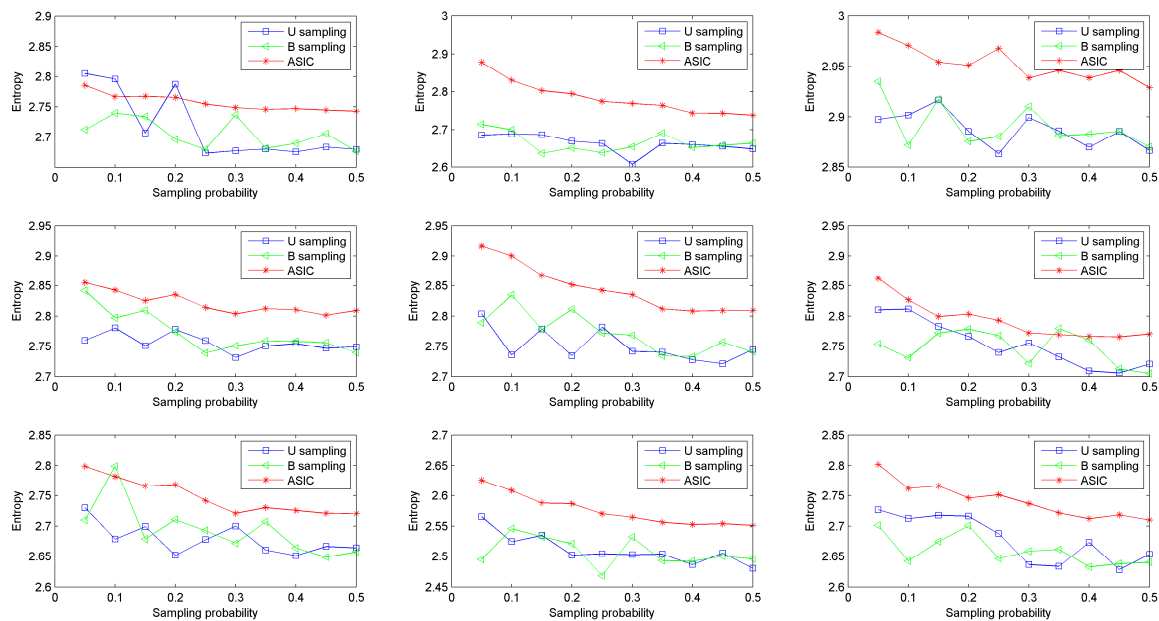 2.9
2.85
2.8
2.75
2.7
Entropy
0
0.1
0.2
0.3
0.4
0.5
Sampling probability
U sampling
B sampling
ASIC
3
2.9
2.8
2.7
2.6
Entropy
0
0.1
0.2
0.3
0.4
0.5
Sampling probability
U sampling
B sampling
ASIC
3
2.95
2.9
2.85
Entropy
0
0.1
0.2
0.3
0.4
0.5
Sampling probability
U sampling
B sampling
ASIC
2.95
2.9
2.85
2.8
2.75
2.7
Entropy
0
0.1
0.2
0.3
0.4
0.5
Sampling probability
U sampling
B sampling
ASIC
2.95
2.9
2.85
2.8
2.75
2.7
Entropy
0
0.1
0.2
0.3
0.4
0.5
Sampling probability
U sampling
B sampling
ASIC
2.95
2.9
2.85
2.8
2.75
2.7
Entropy
0
0.1
0.2
0.3
0.4
0.5
Sampling probability
U sampling
B sampling
ASIC
2.85
2.8
2.75
2.7
2.65
2.6
Entropy
0
0.1
0.2
0.3
0.4
0.5
Sampling probability
U sampling
B sampling
ASIC
2.7
2.65
2.6
2.55
2.5
2.45
Entropy
0
0.1
0.2
0.3
0.4
0.5
Sampling probability
U sampling
B sampling
ASIC
2.85
2.8
2.75
2.7
2.65
2.6
Entropy
0
0.1
0.2
0.3
0.4
0.5
Sampling probability
U sampling
B sampling
ASIC